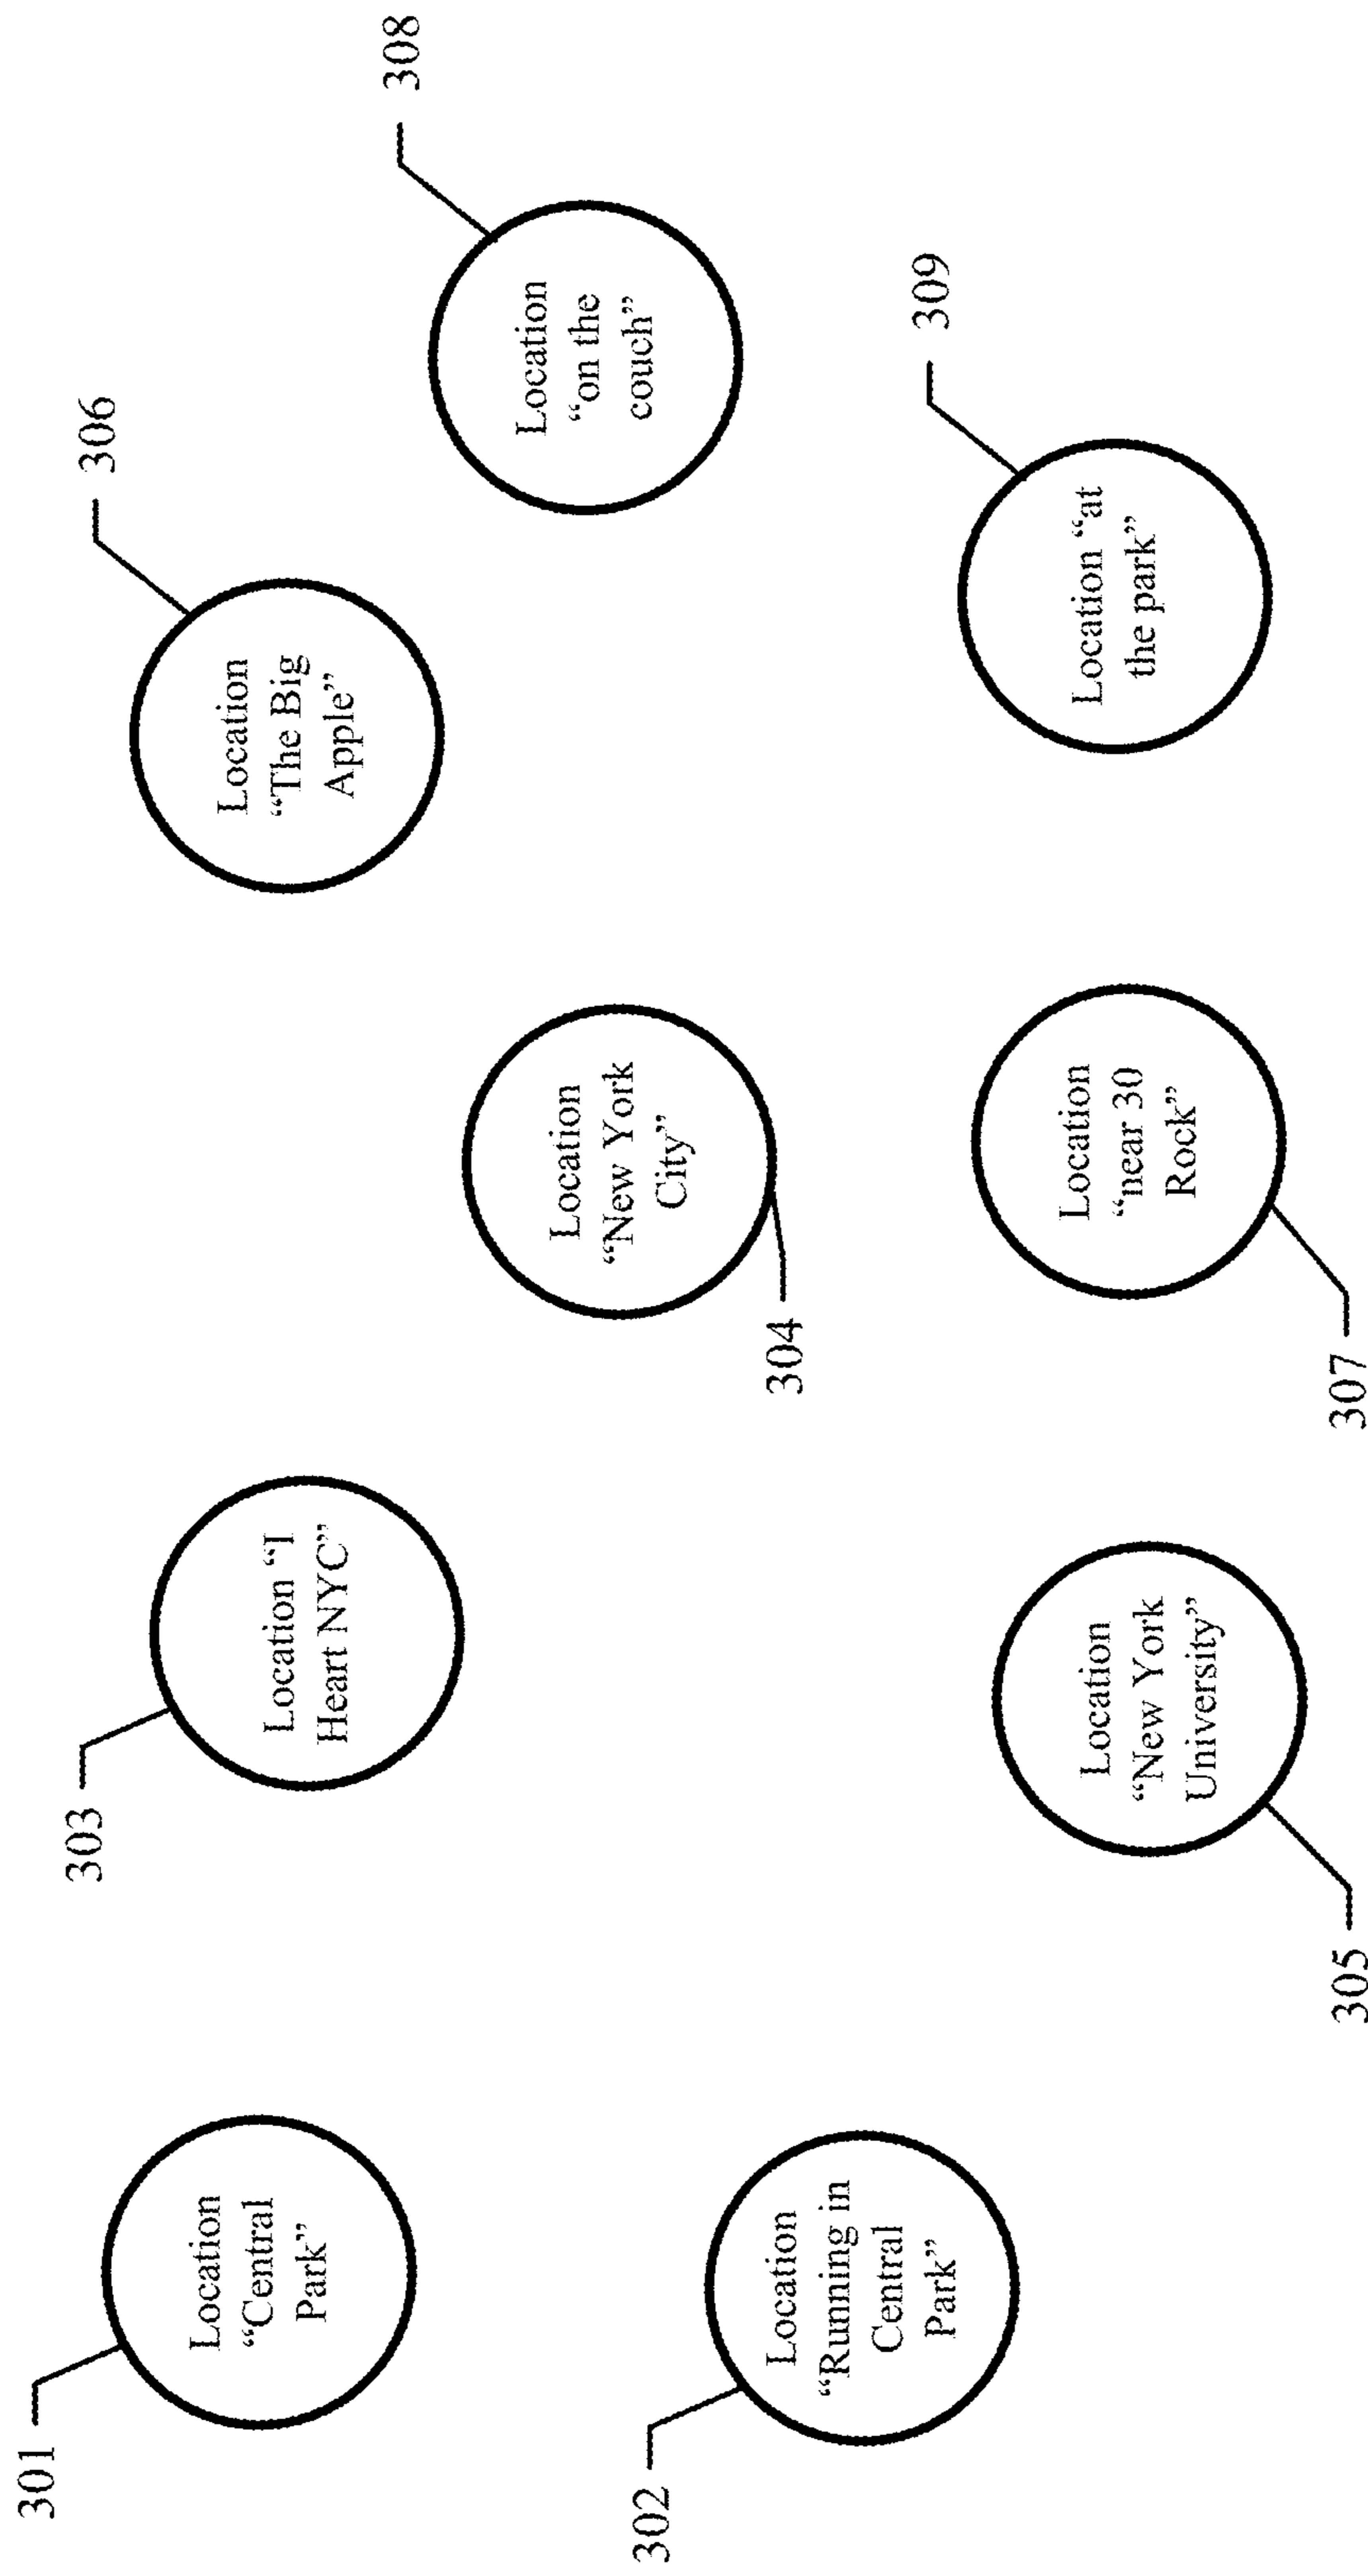 301
Location
“Central
Park”
302
Location
“Running in
Central
Park”
303
Location “I
Heart NYC”
304
Location
“New York
City”
305
Location
“New York
University”
306
Location
“The Big
Apple”
307
Location
“near 30
Rock”
308
Location
“on the
couch”
309
Location “at
the park”